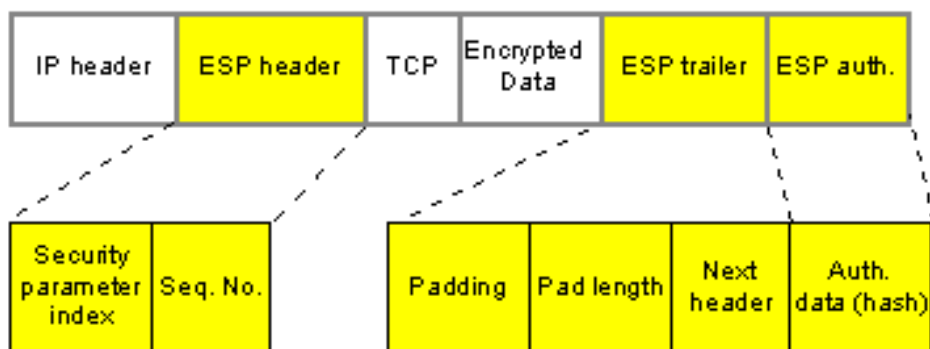 IP header
ESP header
TCP
Encrypted
Data
ESP trailer
ESP auth.
Security
parameter
index
Seq. No.
Padding
Pad length
Next
header
Auth.
data (hash)